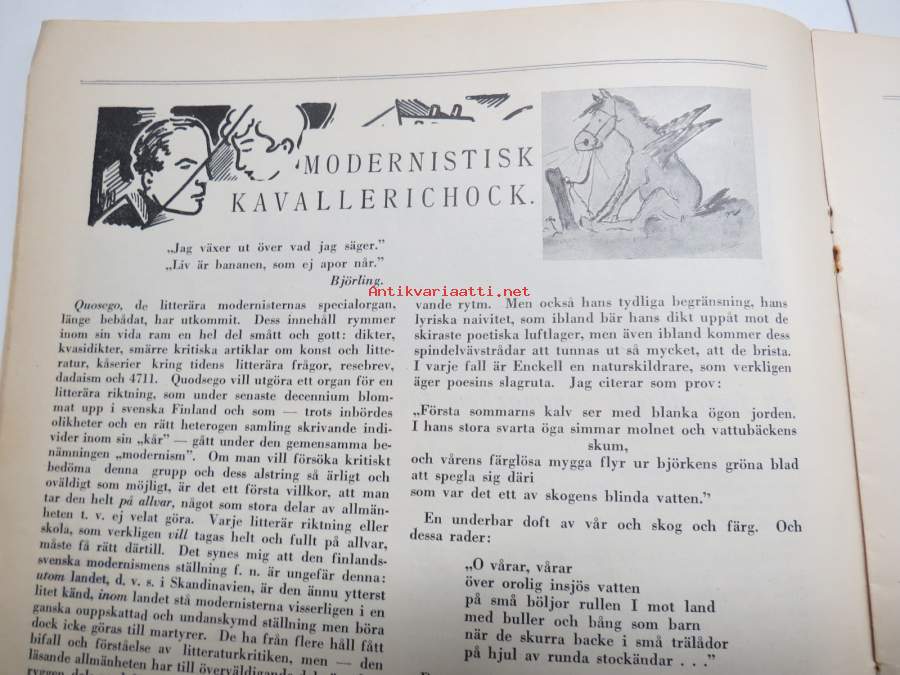 MODERNISTISK
KAVALLERICHOCK.
„Jag växer ut över vad jag säger.”
„Liv är bananen, som ej apor når.”
Björling.
Antikvariaatti.net
Quosego, de litterära modernisternas specialorgan,
länge bebådat, har utkommit. Dess innehåll rymmer
inom sin vida ram en hel del smått och gott: dikter,
kvasidikter, smärre kritiska artiklar om konst och litte-
ratur, kåserier kring tidens litterära frågor, resebrev,
dadaism och 4711. Quodsego vill utgöra ett organ för en
litterära riktning, som under senaste decennium blom-
mat upp i svenska Finland och som — trots inbördes
olikheter och en rätt heterogen samling skrivande indi-
vider inom sin „kår” — gått under den gemensamma be-
nämningen „modernism”. Om man vill försöka kritiskt
bedöma denna grupp och dess alstring så ärligt och
oväldigt som möjligt, är det ett första villkor, att man
tar den helt på allvar, något som stora delar av allmän-
heten t. v. ej velat göra. Varje litterär riktning eller
skola, som verkligen vill tagas helt och fullt på allvar,
måste få rätt därtill. Det synes mig att den finlands-
svenska modernismens ställning f. n. är ungefär denna:
utom landet, d. v. s. i Skandinavien, är den ännu ytterst
litet känd, inom landet stå modernisterna visserligen i en
ganska ouppskattad och undanskymd ställning men böra
dock icke göras till martyrer. De ha från flere håll fått
bifall och förståelse av litteraturkritiken, men — den
läsande allmänheten har till överväldigande
ryggen
vande rytm. Men också hans tydliga begränsning, hans
lyriska naivitet, som ibland bär hans dikt uppåt mot de
skiraste poetiska luftlager, men även ibland kommer dess
spindelvävstrådar att tunnas ut så mycket, att de brista.
I varje fall är Enckell en naturskildrare, som verkligen
äger poesins slagruta. Jag citerar som prov:
„Första sommarns kalv ser med blanka ögon jorden.
I hans stora svarta öga simmar molnet och vattubäckens
skum,
och vårens färglösa mygga flyr ur björkens gröna blad
att spegla sig däri
som var det ett av skogens blinda vatten.”
En underbar doft av vår och skog och färg. Och
dessa rader:
„O vårar, vårar
över orolig insjös vatten
på små böljor rullen I mot land
med buller och bång som barn
när de skurra backe i små trälådor
på hjul av runda stockändar . . .”